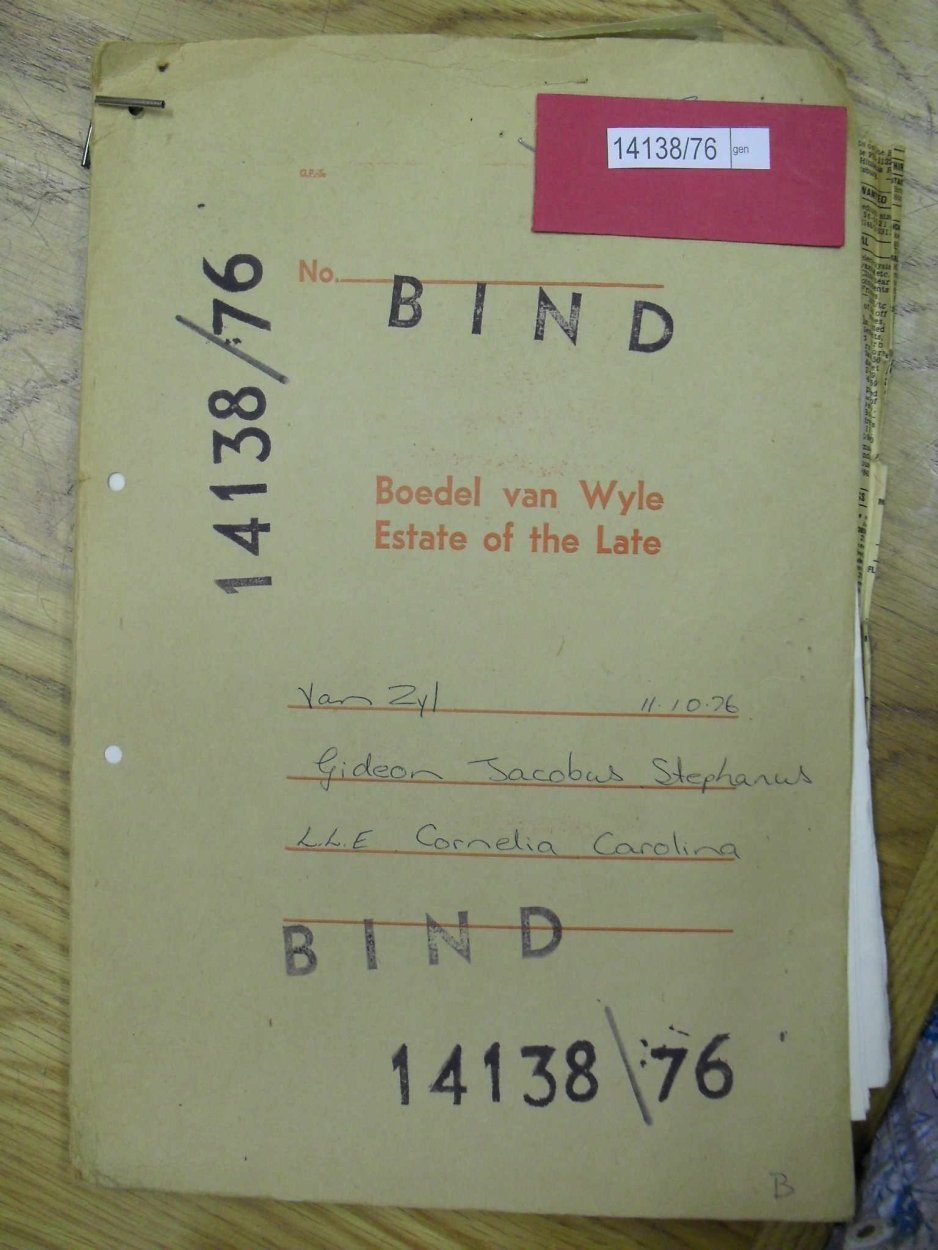 14138/76 gen
No.
BIND
14138/76
Boedel van Wyle
Estate of the Late
Van Zyl 11.10.76
Gideon Jacobus Stephanus
L.L.E Cornelia Carolina
BIND
14138\76
B